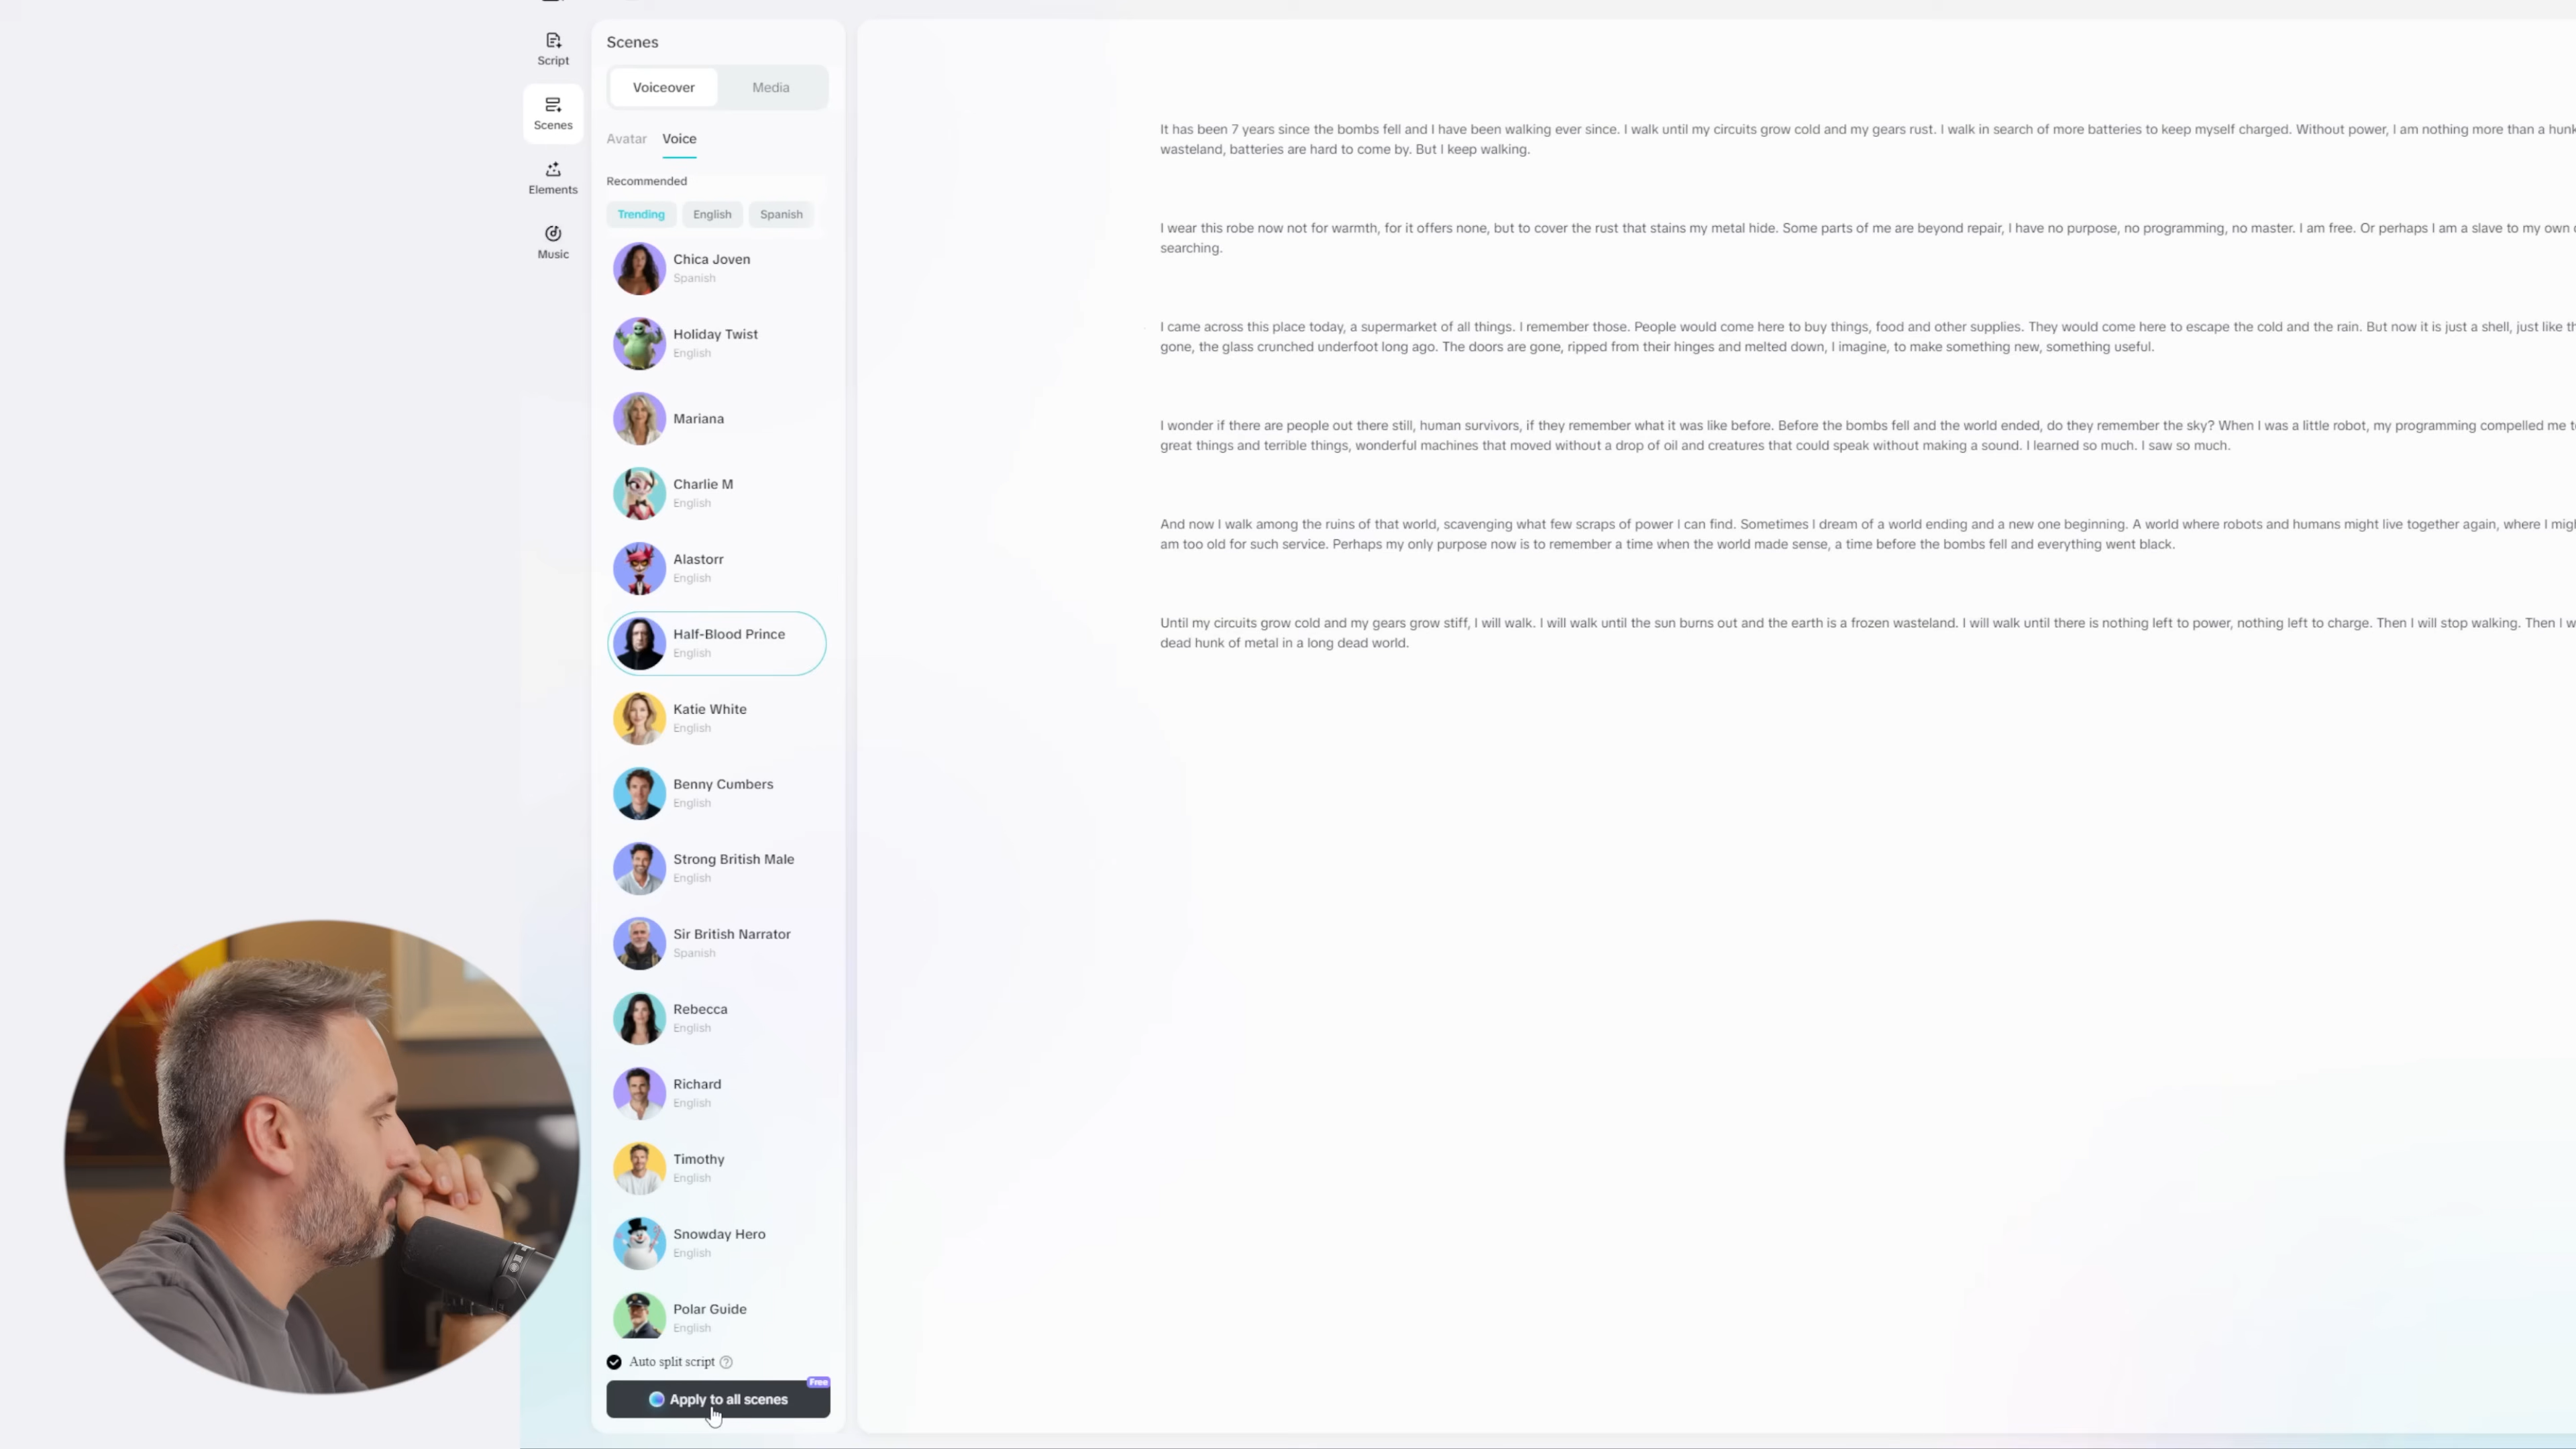 Script
Scenes
Elements
Music
Scenes
Voiceover
Media
Avatar
Voice
Recommended
Trending
English
Spanish
Chica Joven
Spanish
Holiday Twist
English
Mariana
Charlie M
English
Alastorr
English
Half-Blood Prince
English
Katie White
English
Benny Cumbers
English
Strong British Male
English
Sir British Narrator
Spanish
Rebecca
English
Richard
English
Timothy
English
Snowday Hero
English
Polar Guide
English
Auto split script
Free
Apply to all scenes
It has been 7 years since the bombs fell and I have been walking ever since. I walk until my circuits grow cold and my gears rust. I walk in search of more batteries to keep myself charged. Without power, I am nothing more than a hunk
wasteland, batteries are hard to come by. But I keep walking.
I wear this robe now not for warmth, for it offers none, but to cover the rust that stains my metal hide. Some parts of me are beyond repair, I have no purpose, no programming, no master. I am free. Or perhaps I am a slave to my own
searching.
I came across this place today, a supermarket of all things. I remember those. People would come here to buy things, food and other supplies. They would come here to escape the cold and the rain. But now it is just a shell, just like
gone, the glass crunched underfoot long ago. The doors are gone, ripped from their hinges and melted down, I imagine, to make something new, something useful.
I wonder if there are people out there still, human survivors, if they remember what it was like before. Before the bombs fell and the world ended, do they remember the sky? When I was a little robot, my programming compelled me
great things and terrible things, wonderful machines that moved without a drop of oil and creatures that could speak without making a sound. I learned so much. I saw so much.
And now I walk among the ruins of that world, scavenging what few scraps of power I can find. Sometimes I dream of a world ending and a new one beginning. A world where robots and humans might live together again, where I
am too old for such service. Perhaps my only purpose now is to remember a time when the world made sense, a time before the bombs fell and everything went black.
Until my circuits grow cold and my gears grow stiff, I will walk. I will walk until the sun burns out and the earth is a frozen wasteland. I will walk until there is nothing left to power, nothing left to charge. Then I will stop walking. Then I
dead hunk of metal in a long dead world.